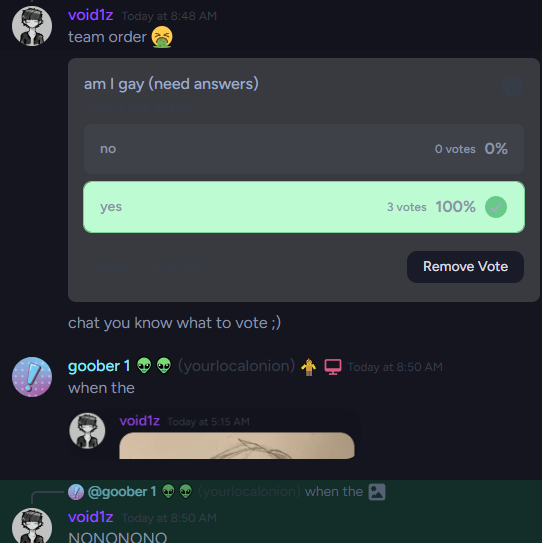 void1z Today at 8:48 AM
team order 🤮
am I gay (need answers)
no 0 votes 0%
yes 3 votes 100%
Remove Vote
chat you know what to vote ;)
goober 1 👽 👽 (yourlocalonion) Today at 8:50 AM
when the
void1z Today at 5:15 AM
@goober 1 👽 👽 (yourlocalonion) when the
void1z Today at 8:50 AM
NONONONO